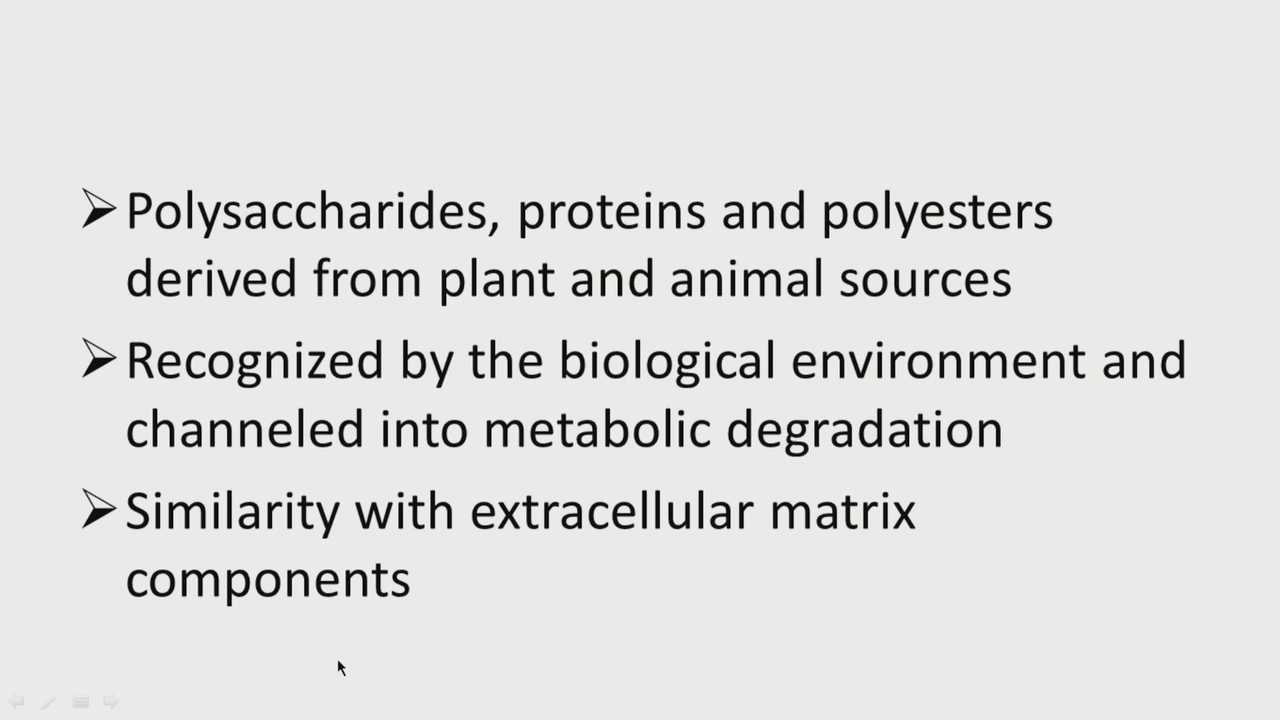 Polysaccharides, proteins and polyesters
derived from plant and animal sources
Recognized by the biological environment and
channeled into metabolic degradation
Similarity with extracellular matrix
components